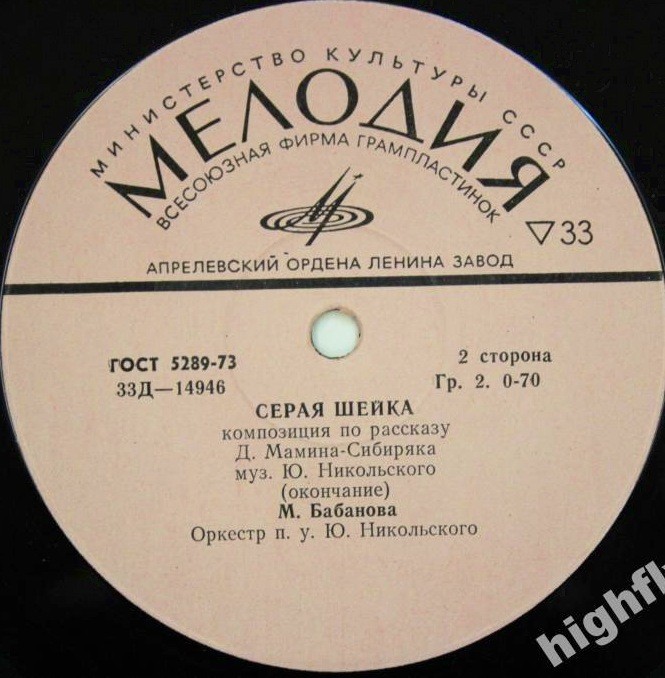 МИНИСТЕРСТВО КУЛЬТУРЫ СССР
МЕЛОДИЯ
ВСЕСОЮЗНАЯ ФИРМА ГРАМПЛАСТИНОК
▽33
АПРЕЛЕВСКИЙ ОРДЕНА ЛЕНИНА ЗАВОД
ГОСТ 5289-73
33Д—14946
2 сторона
Гр. 2. 0-70
СЕРАЯ ШЕЙКА
композиция по рассказу
Д. Мамина-Сибиряка
муз. Ю. Никольского
(окончание)
М. Бабанова
Оркестр п. у. Ю. Никольского